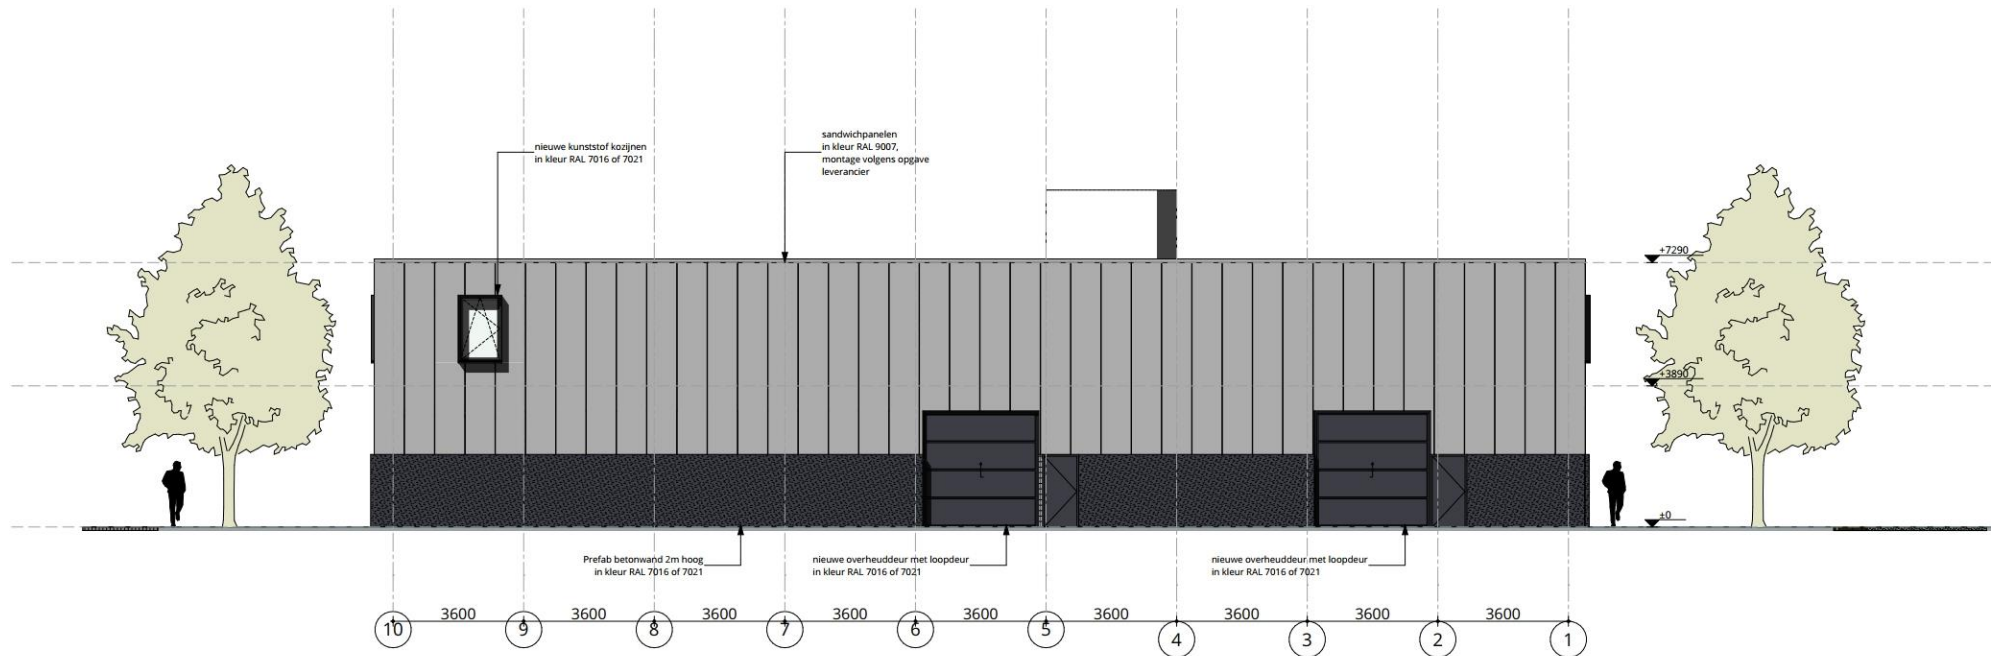 sandwichpanelen
in kleur RAL 9007,
montage volgens opgave
leverancier
nieuwe kunststof kozijnen
in kleur RAL 7016 of 7021
+7290
+3890
±0
Prefab betonwand 2m hoog
in kleur RAL 7016 of 7021
nieuwe overheuddeur met loopdeur
in kleur RAL 7016 of 7021
nieuwe overheuddeur met loopdeur
in kleur RAL 7016 of 7021
3600 3600 3600 3600 3600 3600 3600 3600 3600
10 9 8 7 6 5 4 3 2 1